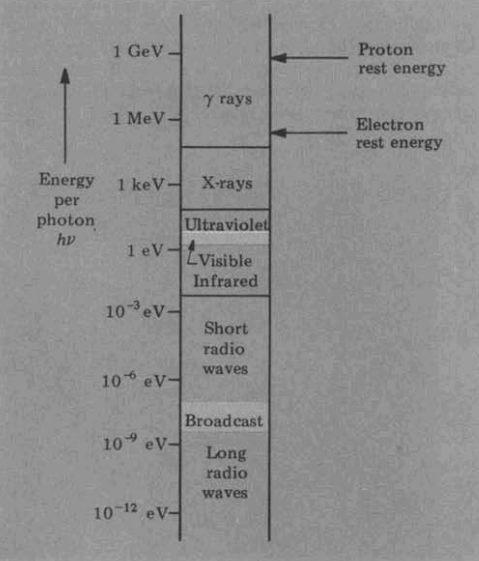 1 GeV
Proton
rest energy
γ rays
1 MeV
Electron
rest energy
Energy
per
photon
hν
1 keV
X-rays
Ultraviolet
1 eV
Visible
Infrared
10⁻³ eV
Short
radio
waves
10⁻⁶ eV
Broadcast
10⁻⁹ eV
Long
radio
waves
10⁻¹² eV